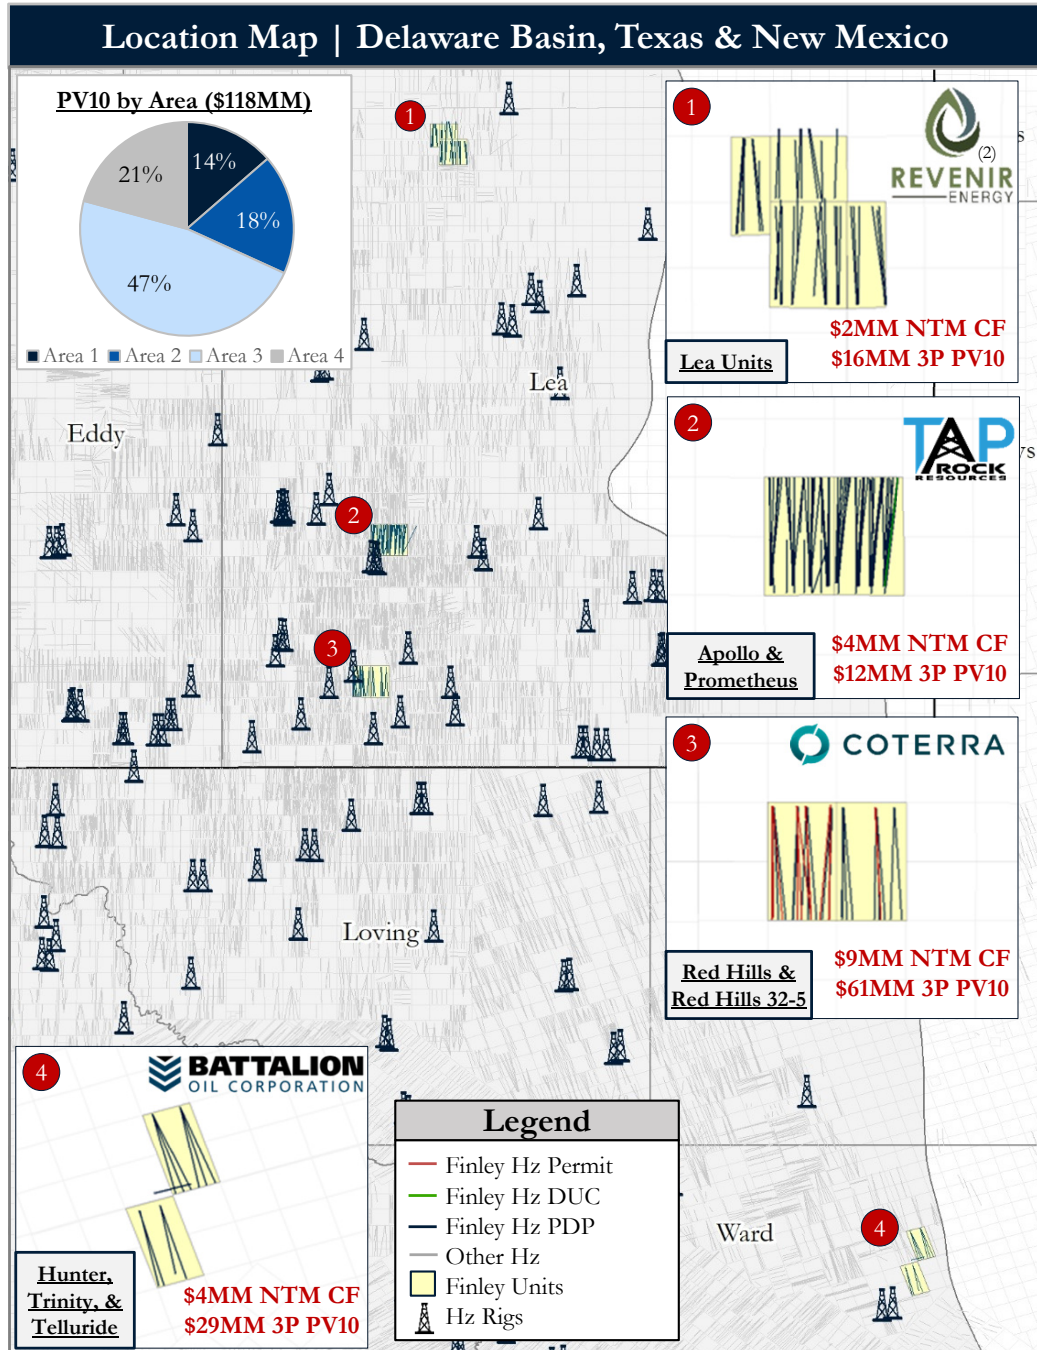 Location Map | Delaware Basin, Texas & New Mexico
PV10 by Area ($118MM)
14%
18%
47%
21%
Area 1
Area 2
Area 3
Area 4
1
2
3
4
Eddy
Lea
Loving
Ward
1
REVENIR
ENERGY
(2)
s
Lea Units
$2MM NTM CF
$16MM 3P PV10
2
TAP
ROCK
RESOURCES
ys
Apollo &
Prometheus
$4MM NTM CF
$12MM 3P PV10
3
COTERRA
Red Hills &
Red Hills 32-5
$9MM NTM CF
$61MM 3P PV10
4
BATTALION
OIL CORPORATION
Hunter,
Trinity, &
Telluride
$4MM NTM CF
$29MM 3P PV10
Legend
Finley Hz Permit
Finley Hz DUC
Finley Hz PDP
Other Hz
Finley Units
Hz Rigs